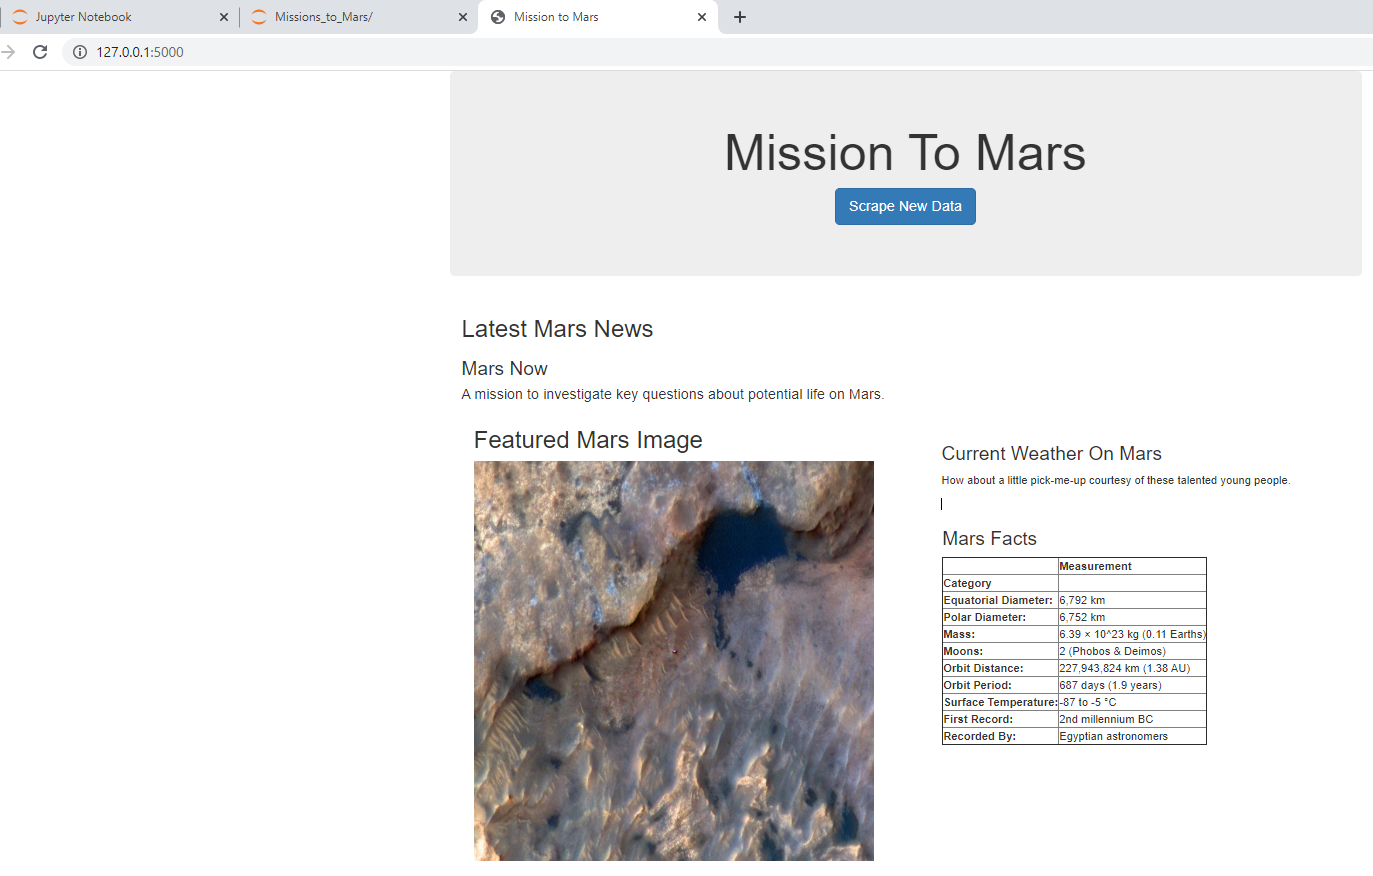 Jupyter Notebook
Missions_to_Mars/
Mission to Mars
127.0.0.1:5000
Mission To Mars
Scrape New Data
Latest Mars News
Mars Now
A mission to investigate key questions about potential life on Mars.
Featured Mars Image
Current Weather On Mars
How about a little pick-me-up courtesy of these talented young people.
Mars Facts
Measurement
Category
Equatorial Diameter: 6,792 km
Polar Diameter: 6,752 km
Mass: 6.39 × 10^23 kg (0.11 Earths)
Moons: 2 (Phobos & Deimos)
Orbit Distance: 227,943,824 km (1.38 AU)
Orbit Period: 687 days (1.9 years)
Surface Temperature: -87 to -5 °C
First Record: 2nd millennium BC
Recorded By: Egyptian astronomers